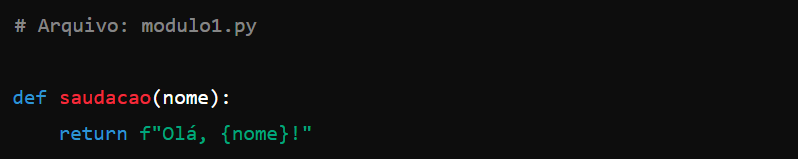 # Arquivo: modulo1.py
def saudacao(nome):
return f"Olá, {nome}!"